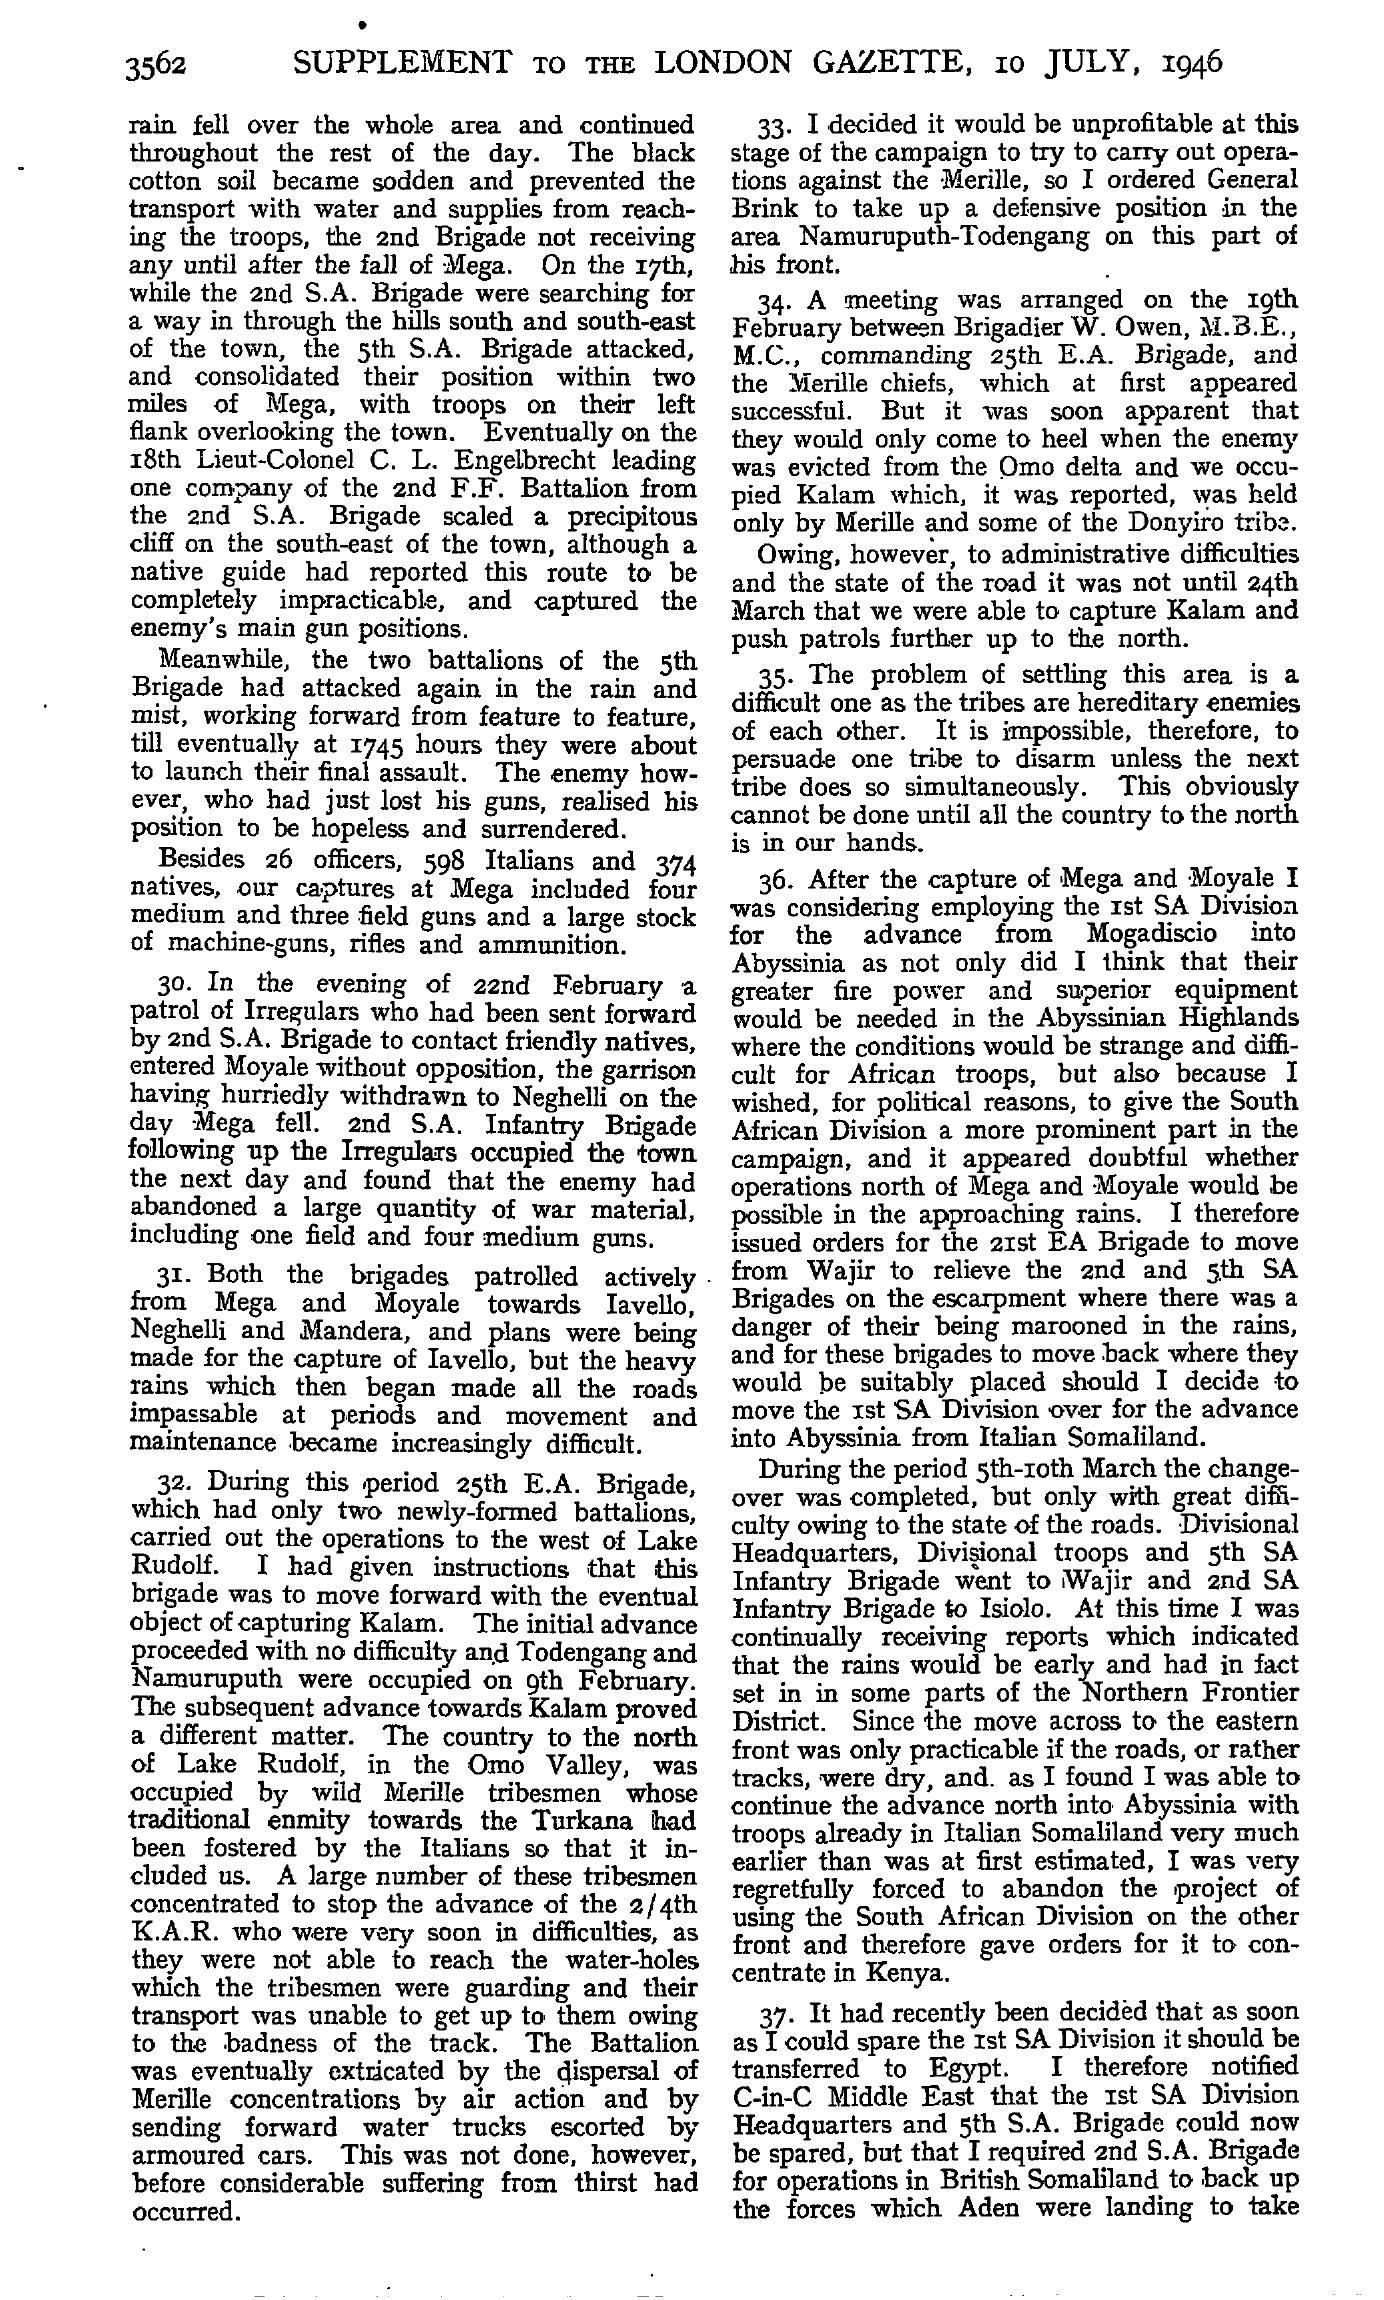 3562 SUPPLEMENT TO THE LONDON GAZETTE, 10 JULY, 1946
rain fell over the whole area and continued
throughout the rest of the day. The black
cotton soil became sodden and prevented the
transport with water and supplies from reach-
ing the troops, the 2nd Brigade not receiving
any until after the fall of Mega. On the 17th,
while the 2nd S.A. Brigade were searching for
a way in through the hills south and south-east
of the town, the 5th S.A. Brigade attacked,
and consolidated their position within two
miles of Mega, with troops on their left
flank overlooking the town. Eventually on the
18th Lieut-Colonel C. L. Engelbrecht leading
one company of the 2nd F.F. Battalion from
the 2nd S.A. Brigade scaled a precipitous
cliff on the south-east of the town, although a
native guide had reported this route to be
completely impracticable, and captured the
enemy's main gun positions.
Meanwhile, the two battalions of the 5th
Brigade had attacked again in the rain and
mist, working forward from feature to feature,
till eventually at 1745 hours they were about
to launch their final assault. The enemy how-
ever, who had just lost his guns, realised his
position to be hopeless and surrendered.
Besides 26 officers, 598 Italians and 374
natives, our captures at Mega included four
medium and three field guns and a large stock
of machine-guns, rifles and ammunition.
30. In the evening of 22nd February a
patrol of Irregulars who had been sent forward
by 2nd S.A. Brigade to contact friendly natives,
entered Moyale without opposition, the garrison
having hurriedly withdrawn to Neghelli on the
day Mega fell. 2nd S.A. Infantry Brigade
following up the Irregulars occupied the town
the next day and found that the enemy had
abandoned a large quantity of war material,
including one field and four medium guns.
31. Both the brigades patrolled actively
from Mega and Moyale towards Iavello,
Neghelli and Mandera, and plans were being
made for the capture of Iavello, but the heavy
rains which then began made all the roads
impassable at periods and movement and
maintenance became increasingly difficult.
32. During this period 25th E.A. Brigade,
which had only two newly-formed battalions,
carried out the operations to the west of Lake
Rudolf. I had given instructions that this
brigade was to move forward with the eventual
object of capturing Kalam. The initial advance
proceeded with no difficulty and Todengang and
Namuruputh were occupied on 9th February.
The subsequent advance towards Kalam proved
a different matter. The country to the north
of Lake Rudolf, in the Omo Valley, was
occupied by wild Merille tribesmen whose
traditional enmity towards the Turkana had
been fostered by the Italians so that it in-
cluded us. A large number of these tribesmen
concentrated to stop the advance of the 2/4th
K.A.R. who were very soon in difficulties, as
they were not able to reach the water-holes
which the tribesmen were guarding and their
transport was unable to get up to them owing
to the badness of the track. The Battalion
was eventually extricated by the dispersal of
Merille concentrations by air action and by
sending forward water trucks escorted by
armoured cars. This was not done, however,
before considerable suffering from thirst had
occurred.
33. I decided it would be unprofitable at this
stage of the campaign to try to carry out opera-
tions against the Merille, so I ordered General
Brink to take up a defensive position in the
area Namuruputh-Todengang on this part of
his front.
34. A meeting was arranged on the 19th
February between Brigadier W. Owen, M.B.E.,
M.C., commanding 25th E.A. Brigade, and
the Merille chiefs, which at first appeared
successful. But it was soon apparent that
they would only come to heel when the enemy
was evicted from the Omo delta and we occu-
pied Kalam which, it was reported, was held
only by Merille and some of the Donyiro tribe.
Owing, however, to administrative difficulties
and the state of the road it was not until 24th
March that we were able to capture Kalam and
push patrols further up to the north.
35. The problem of settling this area is a
difficult one as the tribes are hereditary enemies
of each other. It is impossible, therefore, to
persuade one tribe to disarm unless the next
tribe does so simultaneously. This obviously
cannot be done until all the country to the north
is in our hands.
36. After the capture of Mega and Moyale I
was considering employing the 1st SA Division
for the advance from Mogadiscio into
Abyssinia as not only did I think that their
greater fire power and superior equipment
would be needed in the Abyssinian Highlands
where the conditions would be strange and diffi-
cult for African troops, but also because I
wished, for political reasons, to give the South
African Division a more prominent part in the
campaign, and it appeared doubtful whether
operations north of Mega and Moyale would be
possible in the approaching rains. I therefore
issued orders for the 21st EA Brigade to move
from Wajir to relieve the 2nd and 5th SA
Brigades on the escarpment where there was a
danger of their being marooned in the rains,
and for these brigades to move back where they
would be suitably placed should I decide to
move the 1st SA Division over for the advance
into Abyssinia from Italian Somaliland.
During the period 5th-10th March the change-
over was completed, but only with great diffi-
culty owing to the state of the roads. Divisional
Headquarters, Divisional troops and 5th SA
Infantry Brigade went to Wajir and 2nd SA
Infantry Brigade to Isiolo. At this time I was
continually receiving reports which indicated
that the rains would be early and had in fact
set in in some parts of the Northern Frontier
District. Since the move across to the eastern
front was only practicable if the roads, or rather
tracks, were dry, and. as I found I was able to
continue the advance north into Abyssinia with
troops already in Italian Somaliland very much
earlier than was at first estimated, I was very
regretfully forced to abandon the project of
using the South African Division on the other
front and therefore gave orders for it to con-
centrate in Kenya.
37. It had recently been decided that as soon
as I could spare the 1st SA Division it should be
transferred to Egypt. I therefore notified
C-in-C Middle East that the 1st SA Division
Headquarters and 5th S.A. Brigade could now
be spared, but that I required 2nd S.A. Brigade
for operations in British Somaliland to back up
the forces which Aden were landing to take